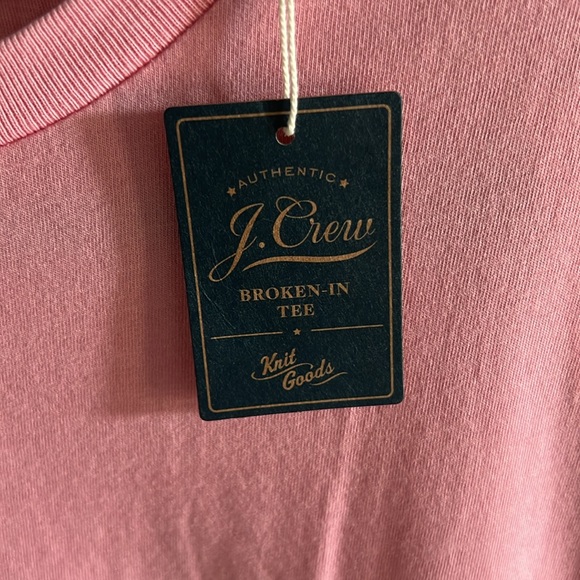 AUTHENTIC
J.Crew
BROKEN-IN
TEE
Knit
Goods